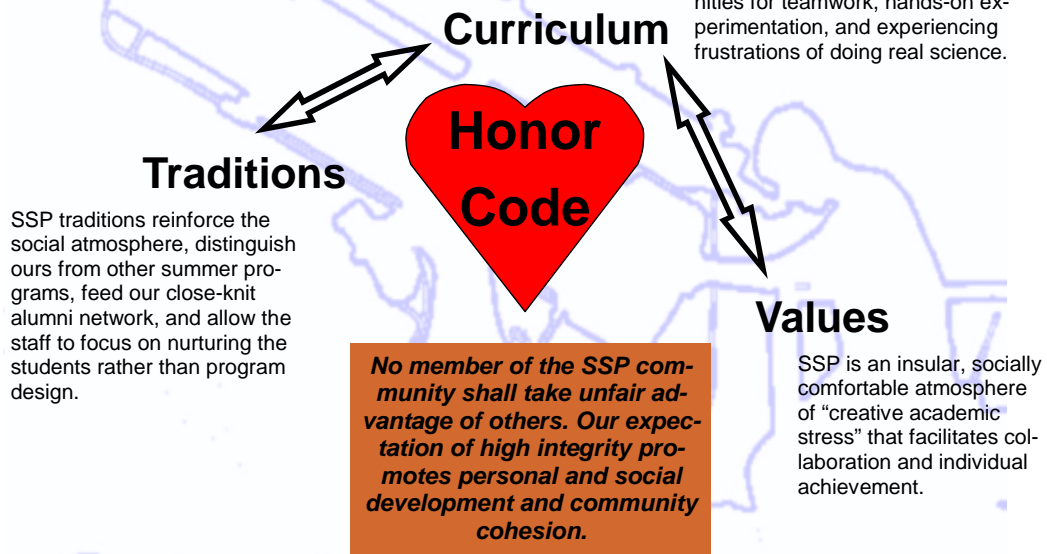 nities for teamwork, hands-on ex-
perimentation, and experiencing
frustrations of doing real science.
Curriculum
Honor
Code
Traditions
SSP traditions reinforce the
social atmosphere, distinguish
ours from other summer pro-
grams, feed our close-knit
alumni network, and allow the
staff to focus on nurturing the
students rather than program
design.
Values
SSP is an insular, socially
comfortable atmosphere
of “creative academic
stress” that facilitates col-
laboration and individual
achievement.
No member of the SSP com-
munity shall take unfair ad-
vantage of others. Our expec-
tation of high integrity pro-
motes personal and social
development and community
cohesion.